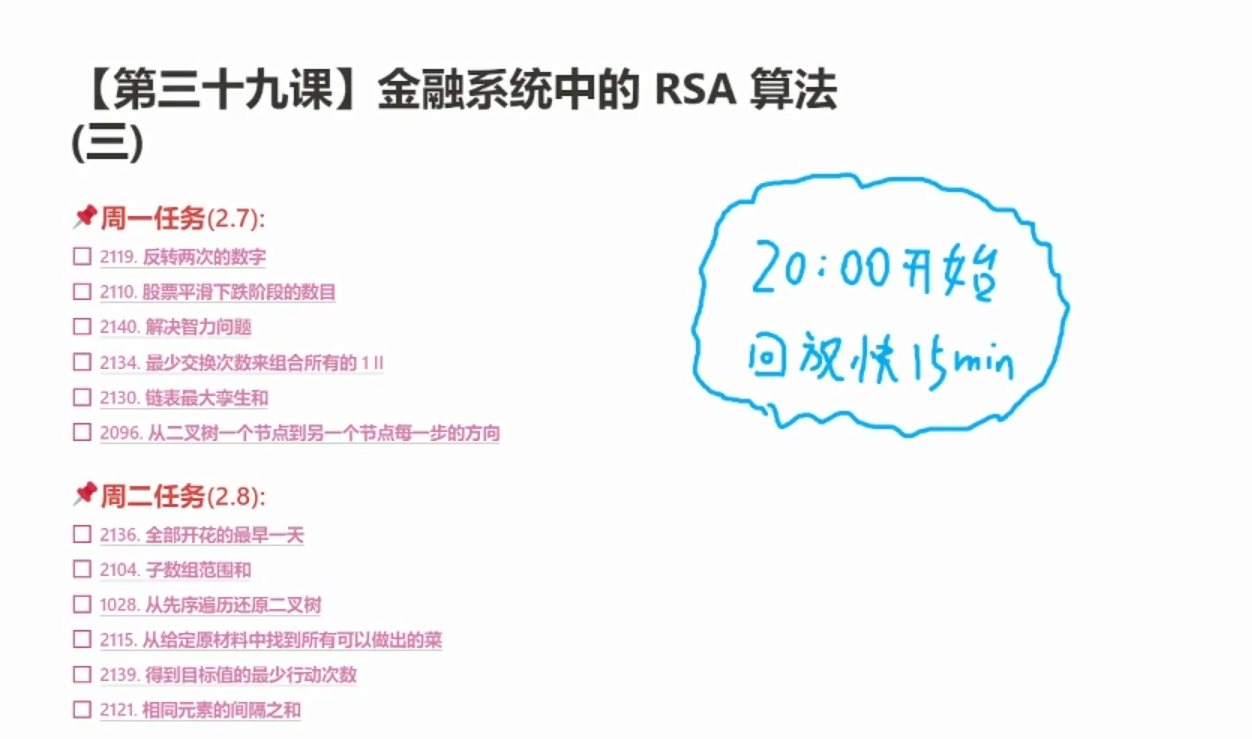 【第三十九课】金融系统中的 RSA 算法
(三)
周一任务(2.7):
2119. 反转两次的数字
2110. 股票平滑下跌阶段的数目
2140. 解决智力问题
2134. 最少交换次数来组合所有的 1 II
2130. 链表最大孪生和
2096. 从二叉树一个节点到另一个节点每一步的方向
周二任务(2.8):
2136. 全部开花的最早一天
2104. 子数组范围和
1028. 从先序遍历还原二叉树
2115. 从给定原材料中找到所有可以做出的菜
2139. 得到目标值的最少行动次数
2121. 相同元素的间隔之和
20:00开始
回放快15min